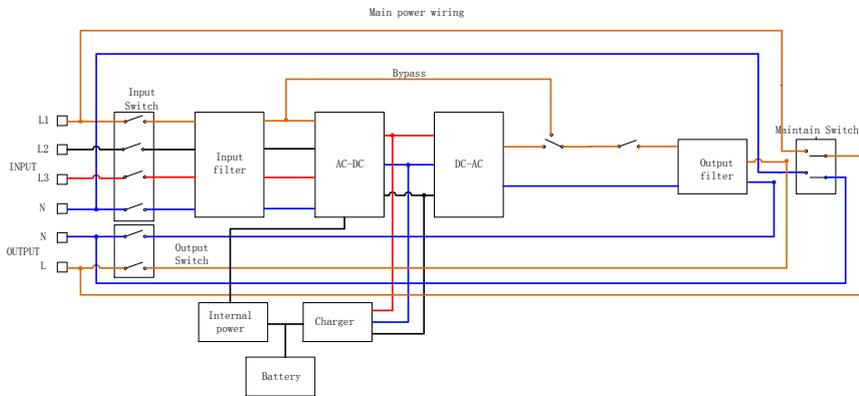 Main power wiring
Bypass
Input
Switch
L1
L2
INPUT
L3
N
N
OUTPUT
L
Input
filter
AC-DC
DC-AC
Output
filter
Maintain Switch
Output
Switch
Internal
power
Charger
Battery